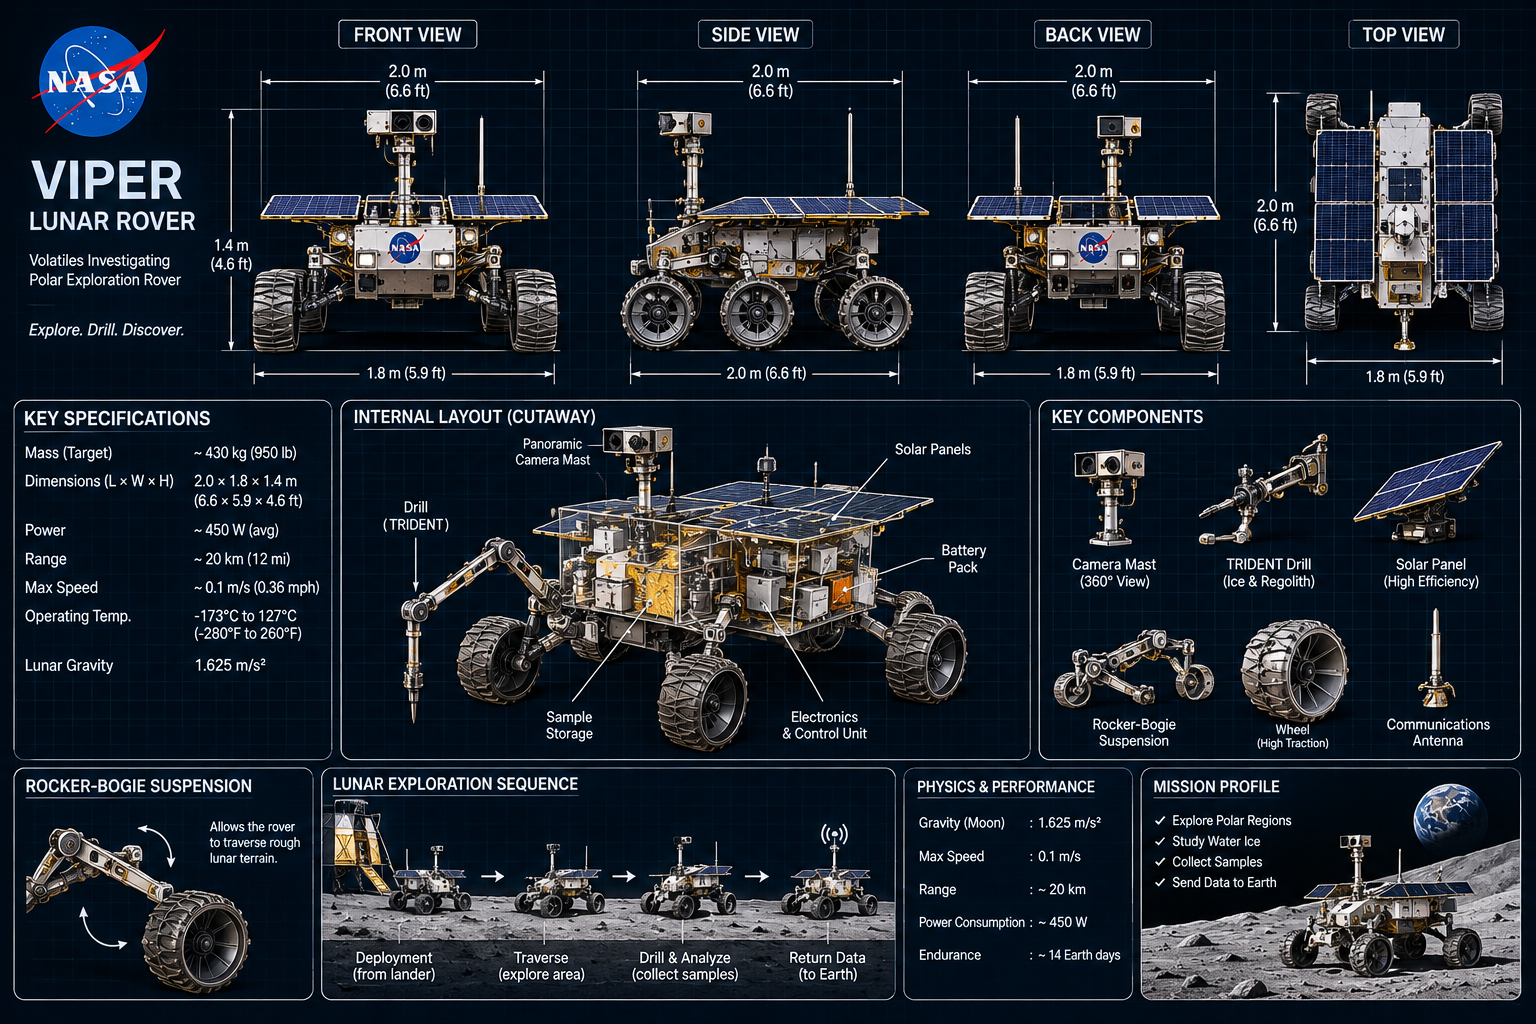 NASA
VIPER
LUNAR ROVER
Volatiles Investigating
Polar Exploration Rover
Explore. Drill. Discover.
FRONT VIEW
2.0 m
(6.6 ft)
1.4 m
(4.6 ft)
NASA
1.8 m (5.9 ft)
SIDE VIEW
2.0 m
(6.6 ft)
2.0 m (6.6 ft)
BACK VIEW
2.0 m
(6.6 ft)
NASA
1.8 m (5.9 ft)
TOP VIEW
2.0 m
(6.6 ft)
1.8 m (5.9 ft)
KEY SPECIFICATIONS
Mass (Target) ~ 430 kg (950 lb)
Dimensions (L × W × H) 2.0 × 1.8 × 1.4 m
(6.6 × 5.9 × 4.6 ft)
Power ~ 450 W (avg)
Range ~ 20 km (12 mi)
Max Speed ~ 0.1 m/s (0.36 mph)
Operating Temp. -173°C to 127°C
(-280°F to 260°F)
Lunar Gravity 1.625 m/s²
INTERNAL LAYOUT (CUTAWAY)
Panoramic
Camera Mast
Solar Panels
Drill
(TRIDENT)
Battery
Pack
Sample
Storage
Electronics
& Control Unit
KEY COMPONENTS
Camera Mast
(360° View)
TRIDENT Drill
(Ice & Regolith)
Solar Panel
(High Efficiency)
Rocker-Bogie
Suspension
Wheel
(High Traction)
Communications
Antenna
ROCKER-BOGIE SUSPENSION
Allows the rover
to traverse rough
lunar terrain.
LUNAR EXPLORATION SEQUENCE
Deployment
(from lander)
Traverse
(explore area)
Drill & Analyze
(collect samples)
Return Data
(to Earth)
PHYSICS & PERFORMANCE
Gravity (Moon) : 1.625 m/s²
Max Speed : 0.1 m/s
Range : ~ 20 km
Power Consumption : ~ 450 W
Endurance : ~ 14 Earth days
MISSION PROFILE
✓ Explore Polar Regions
✓ Study Water Ice
✓ Collect Samples
✓ Send Data to Earth